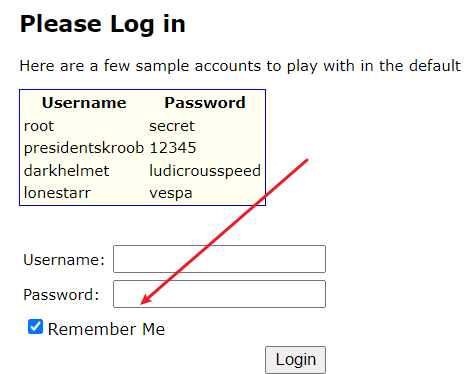 Please Log in
Here are a few sample accounts to play with in the default
Username Password
root secret
presidentskroob 12345
darkhelmet ludicrousspeed
lonestarr vespa
Username:
Password:
Remember Me
Login